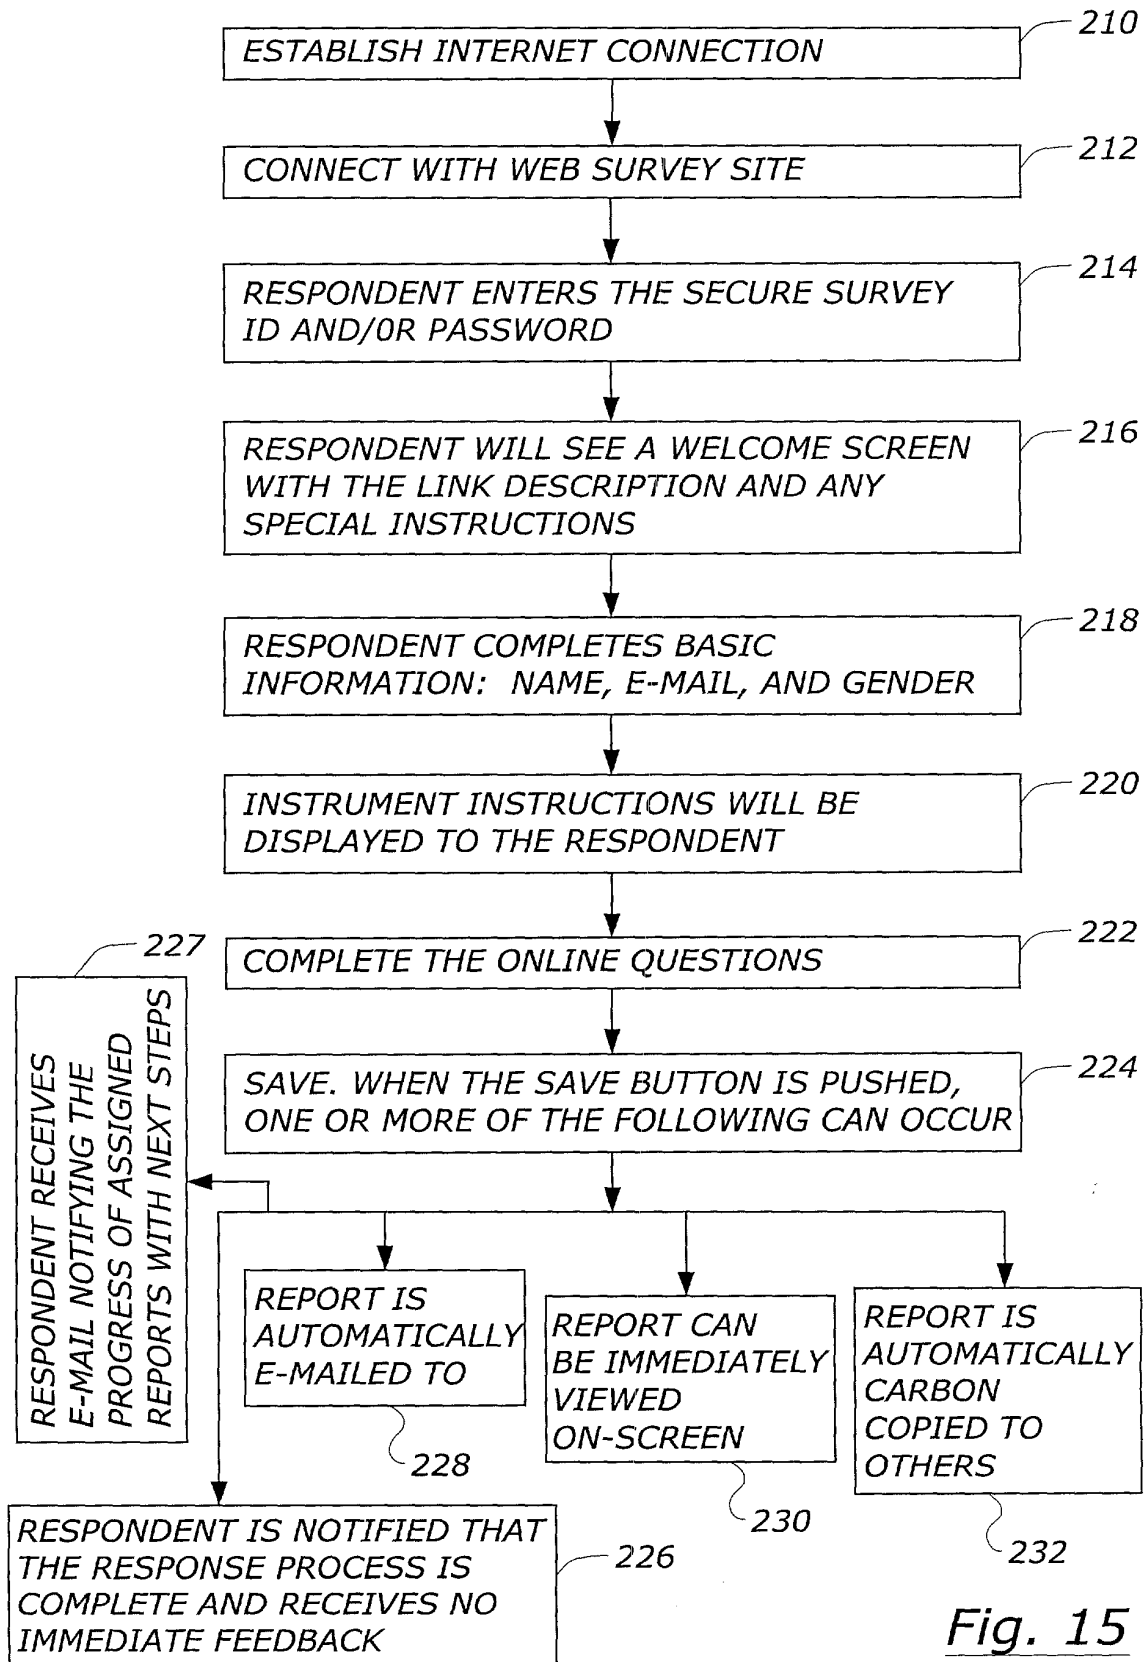 210
ESTABLISH INTERNET CONNECTION
212
CONNECT WITH WEB SURVEY SITE
214
RESPONDENT ENTERS THE SECURE SURVEY
ID AND/0R PASSWORD
216
RESPONDENT WILL SEE A WELCOME SCREEN
WITH THE LINK DESCRIPTION AND ANY
SPECIAL INSTRUCTIONS
218
RESPONDENT COMPLETES BASIC
INFORMATION: NAME, E-MAIL, AND GENDER
220
INSTRUMENT INSTRUCTIONS WILL BE
DISPLAYED TO THE RESPONDENT
222
COMPLETE THE ONLINE QUESTIONS
224
SAVE. WHEN THE SAVE BUTTON IS PUSHED,
ONE OR MORE OF THE FOLLOWING CAN OCCUR
227
RESPONDENT RECEIVES
E-MAIL NOTIFYING THE
PROGRESS OF ASSIGNED
REPORTS WITH NEXT STEPS
REPORT IS
AUTOMATICALLY
E-MAILED TO
228
REPORT CAN
BE IMMEDIATELY
VIEWED
ON-SCREEN
230
REPORT IS
AUTOMATICALLY
CARBON
COPIED TO
OTHERS
232
RESPONDENT IS NOTIFIED THAT
THE RESPONSE PROCESS IS
COMPLETE AND RECEIVES NO
IMMEDIATE FEEDBACK
226
Fig. 15